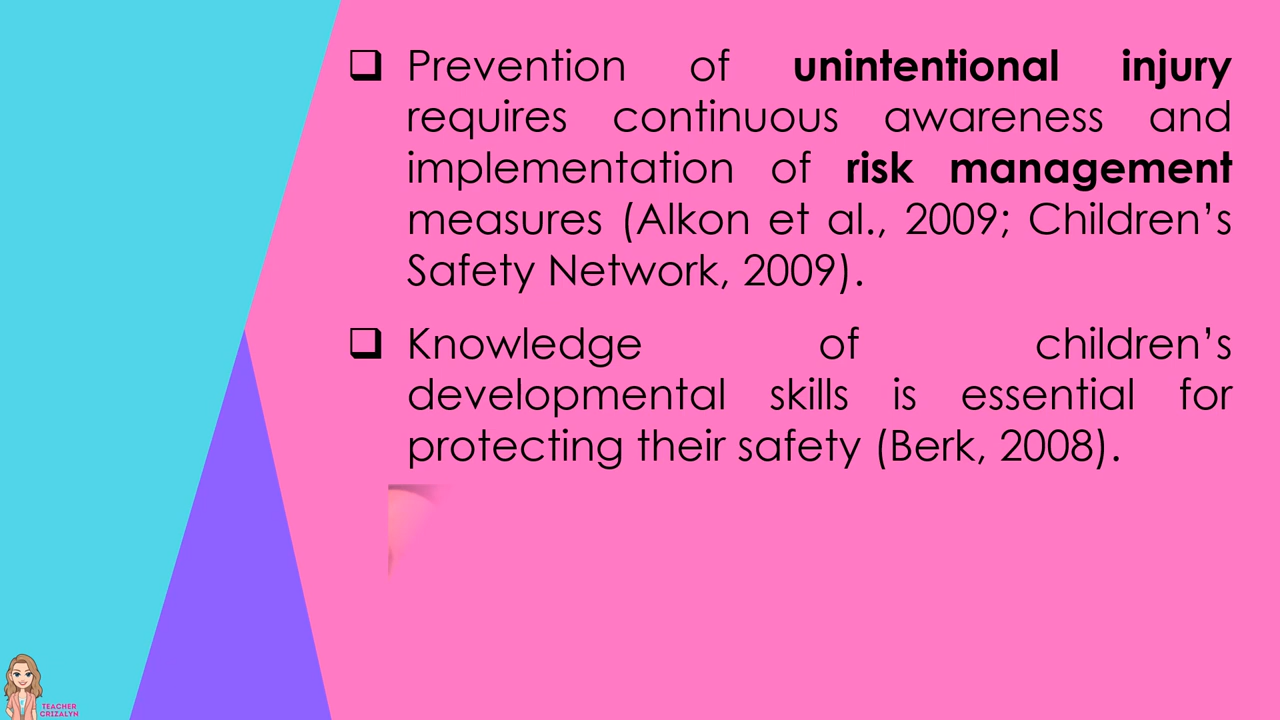 ❑ Prevention of unintentional injury
requires continuous awareness and
implementation of risk management
measures (Alkon et al., 2009; Children’s
Safety Network, 2009).
❑ Knowledge of children’s
developmental skills is essential for
protecting their safety (Berk, 2008).
TEACHER
CRIZALYN